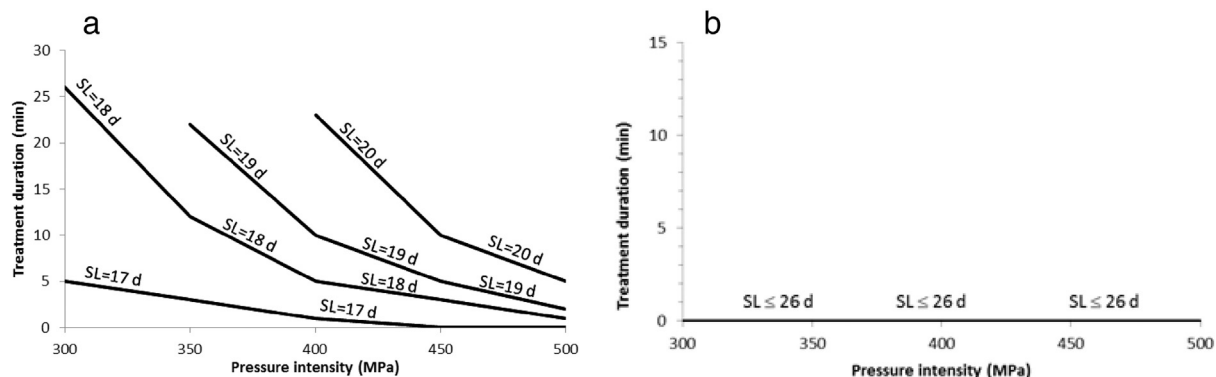 a
30
25
20
15
10
5
0
Treatment duration (min)
SL=18 d
SL=19 d
SL=20 d
SL=18 d
SL=19 d
SL=20 d
SL=17 d
SL=18 d
SL=19 d
SL=17 d
300 350 400 450 500
Pressure intensity (MPa)
b
15
10
5
0
Treatment duration (min)
SL ≤ 26 d SL ≤ 26 d SL ≤ 26 d
300 350 400 450 500
Pressure intensity (MPa)